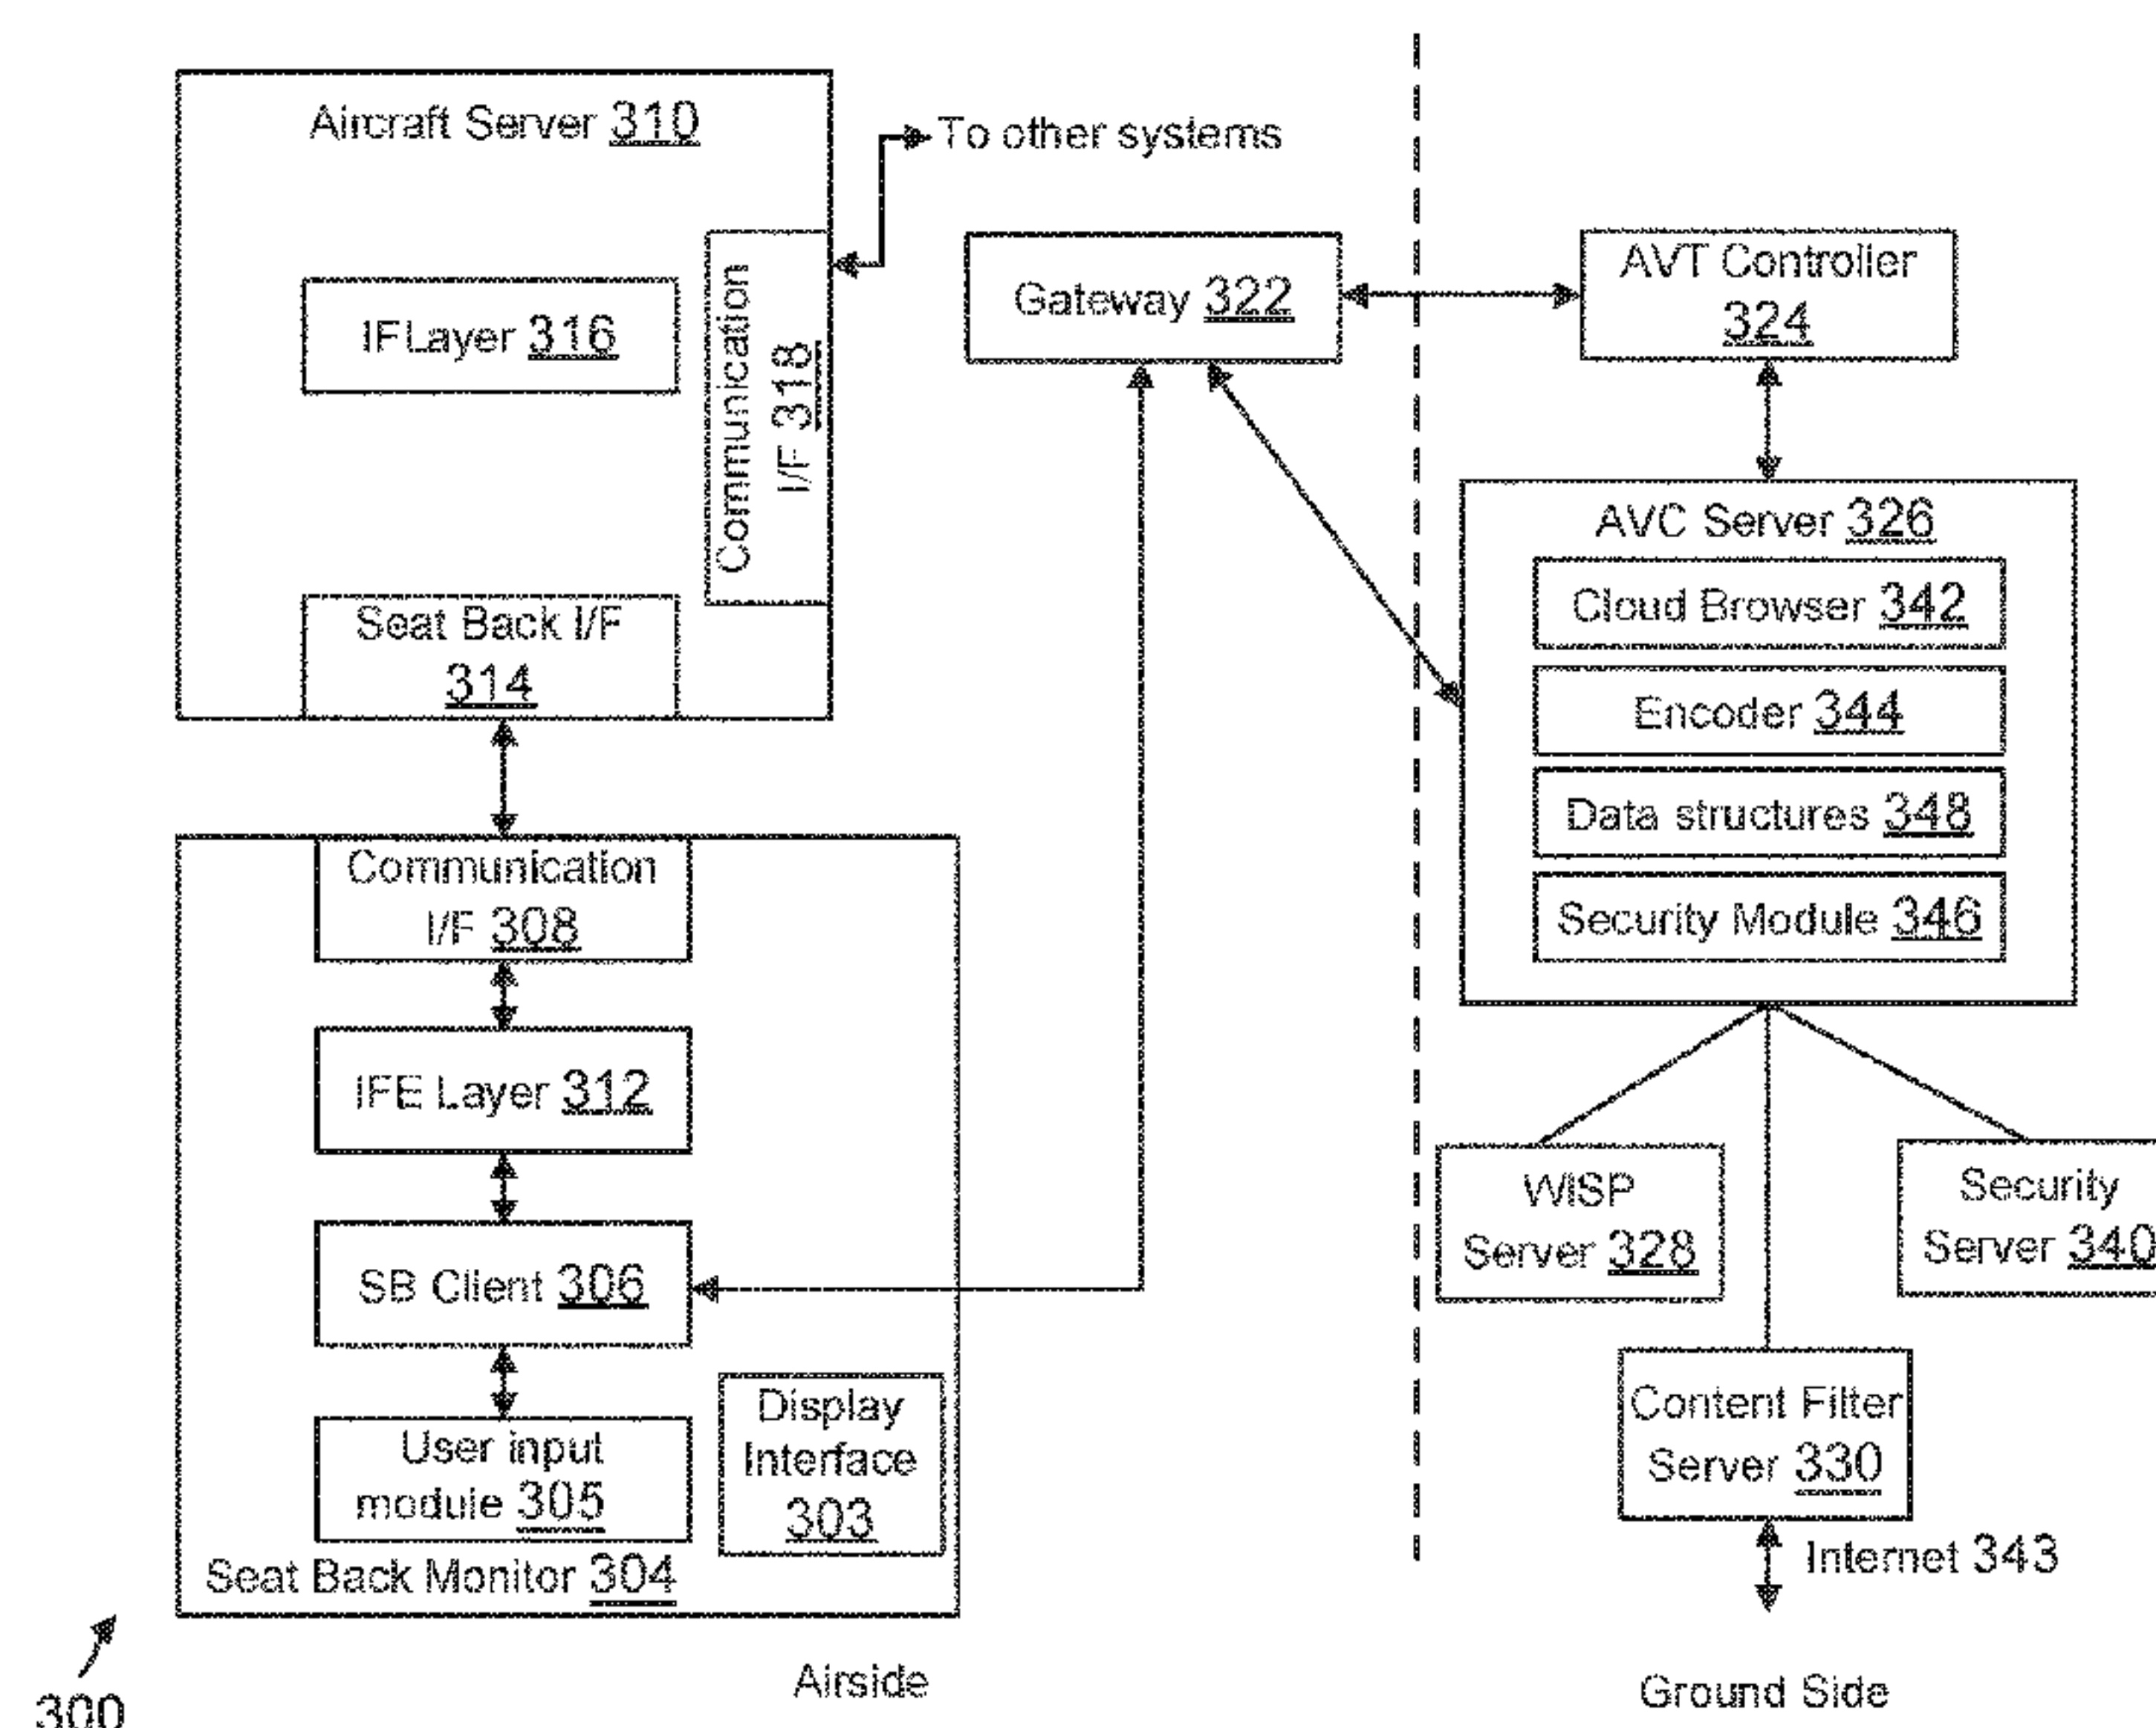 Aircraft Server 310
To other systems
IFLayer 316
Communication
I/F 318
Seat Back I/F
314
Gateway 322
AVT Controller
324
AVC Server 326
Cloud Browser 342
Encoder 344
Data structures 348
Security Module 346
Communication
I/F 308
IFE Layer 312
SB Client 306
User input
module 305
Display
Interface
303
Seat Back Monitor 304
WISP
Server 328
Security
Server 340
Content Filter
Server 330
Internet 343
300
Airside
Ground Side